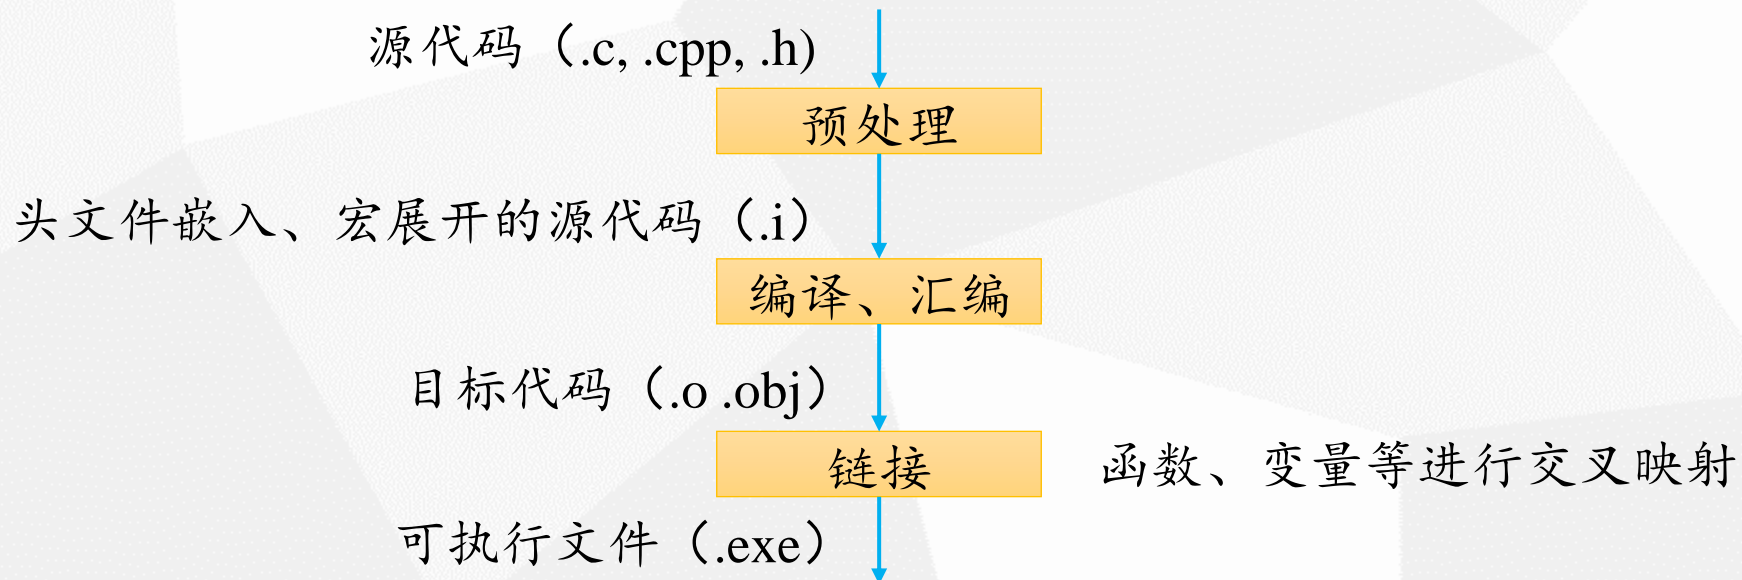 源代码（.c, .cpp, .h)
预处理
头文件嵌入、宏展开的源代码（.i）
编译、汇编
目标代码（.o .obj）
链接
函数、变量等进行交叉映射
可执行文件（.exe）